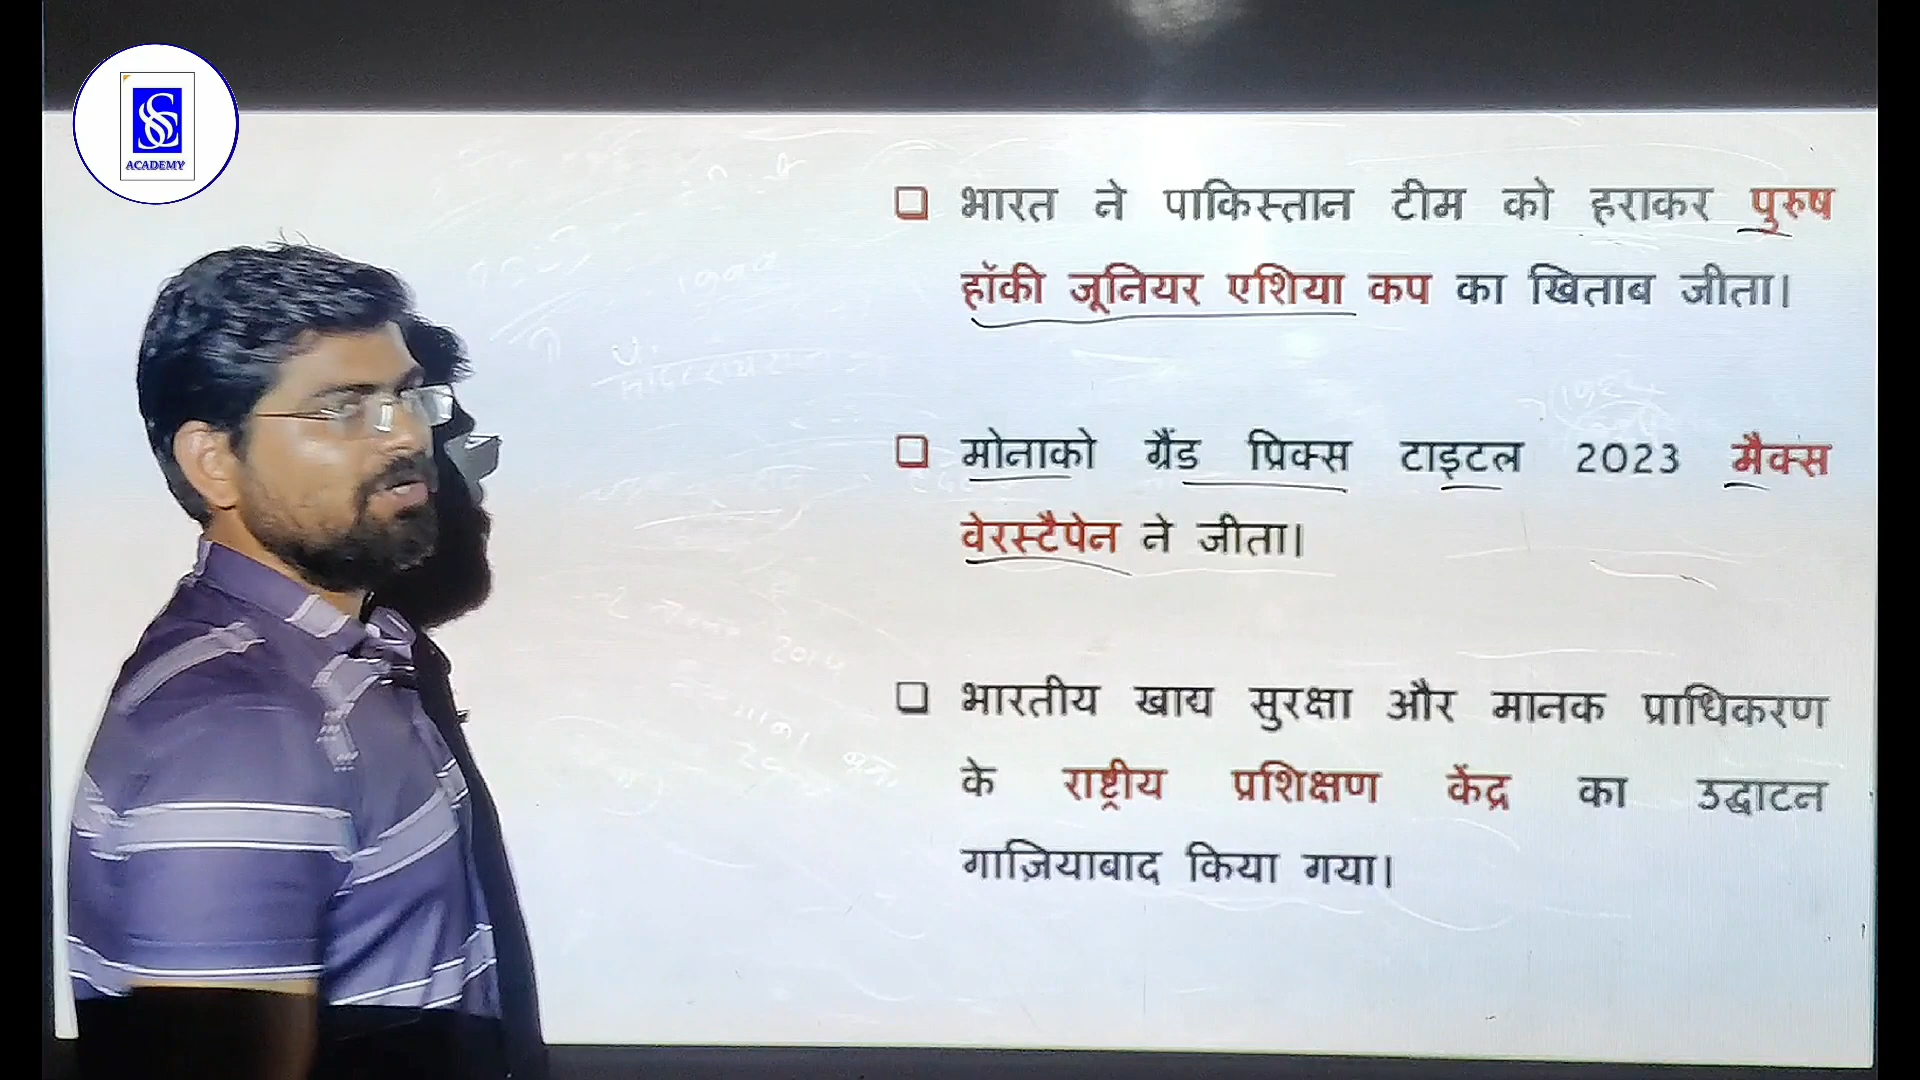 SSC
ACADEMY
भारत ने पाकिस्तान टीम को हराकर पुरुष
हॉकी जूनियर एशिया कप का खिताब जीता।
मोनाको ग्रैंड प्रिक्स टाइटल 2023 मैक्स
वेरस्टैपेन ने जीता।
भारतीय खाद्य सुरक्षा और मानक प्राधिकरण
के राष्ट्रीय प्रशिक्षण केंद्र का उद्घाटन
गाज़ियाबाद किया गया।